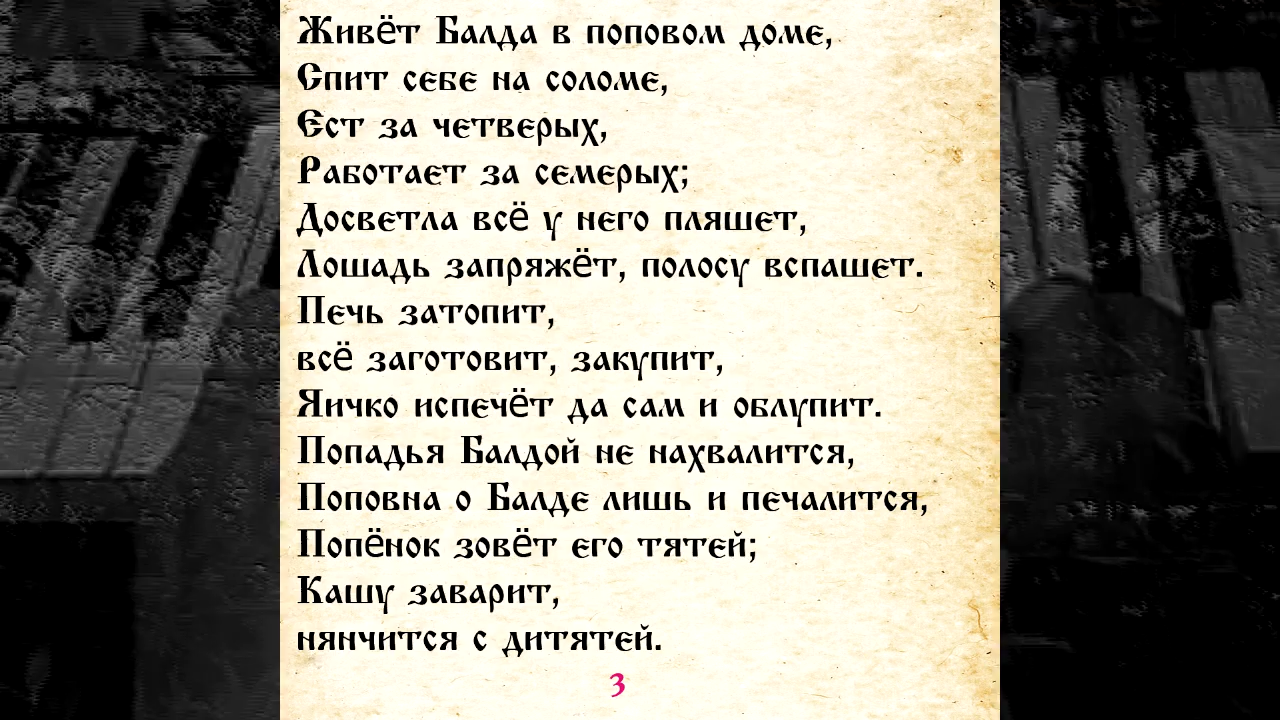 Живёт Балда в поповом доме,
Спит себе на соломе,
Ест за четверых,
Работает за семерых;
Досветла всё у него пляшет,
Лошадь запряжёт, полосу вспашет.
Печь затопит,
всё заготовит, закупит,
Яичко испечёт да сам и облупит.
Попадья Балдой не нахвалится,
Поповна о Балде лишь и печалится,
Попёнок зовёт его тятей;
Кашу заварит,
нянчится с дитятей.
3